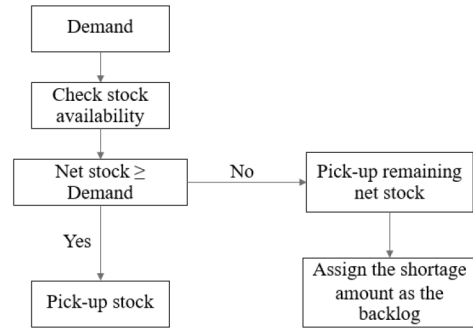 Demand
Check stock
availability
Net stock ≥
Demand
No
Pick-up remaining
net stock
Yes
Pick-up stock
Assign the shortage
amount as the
backlog